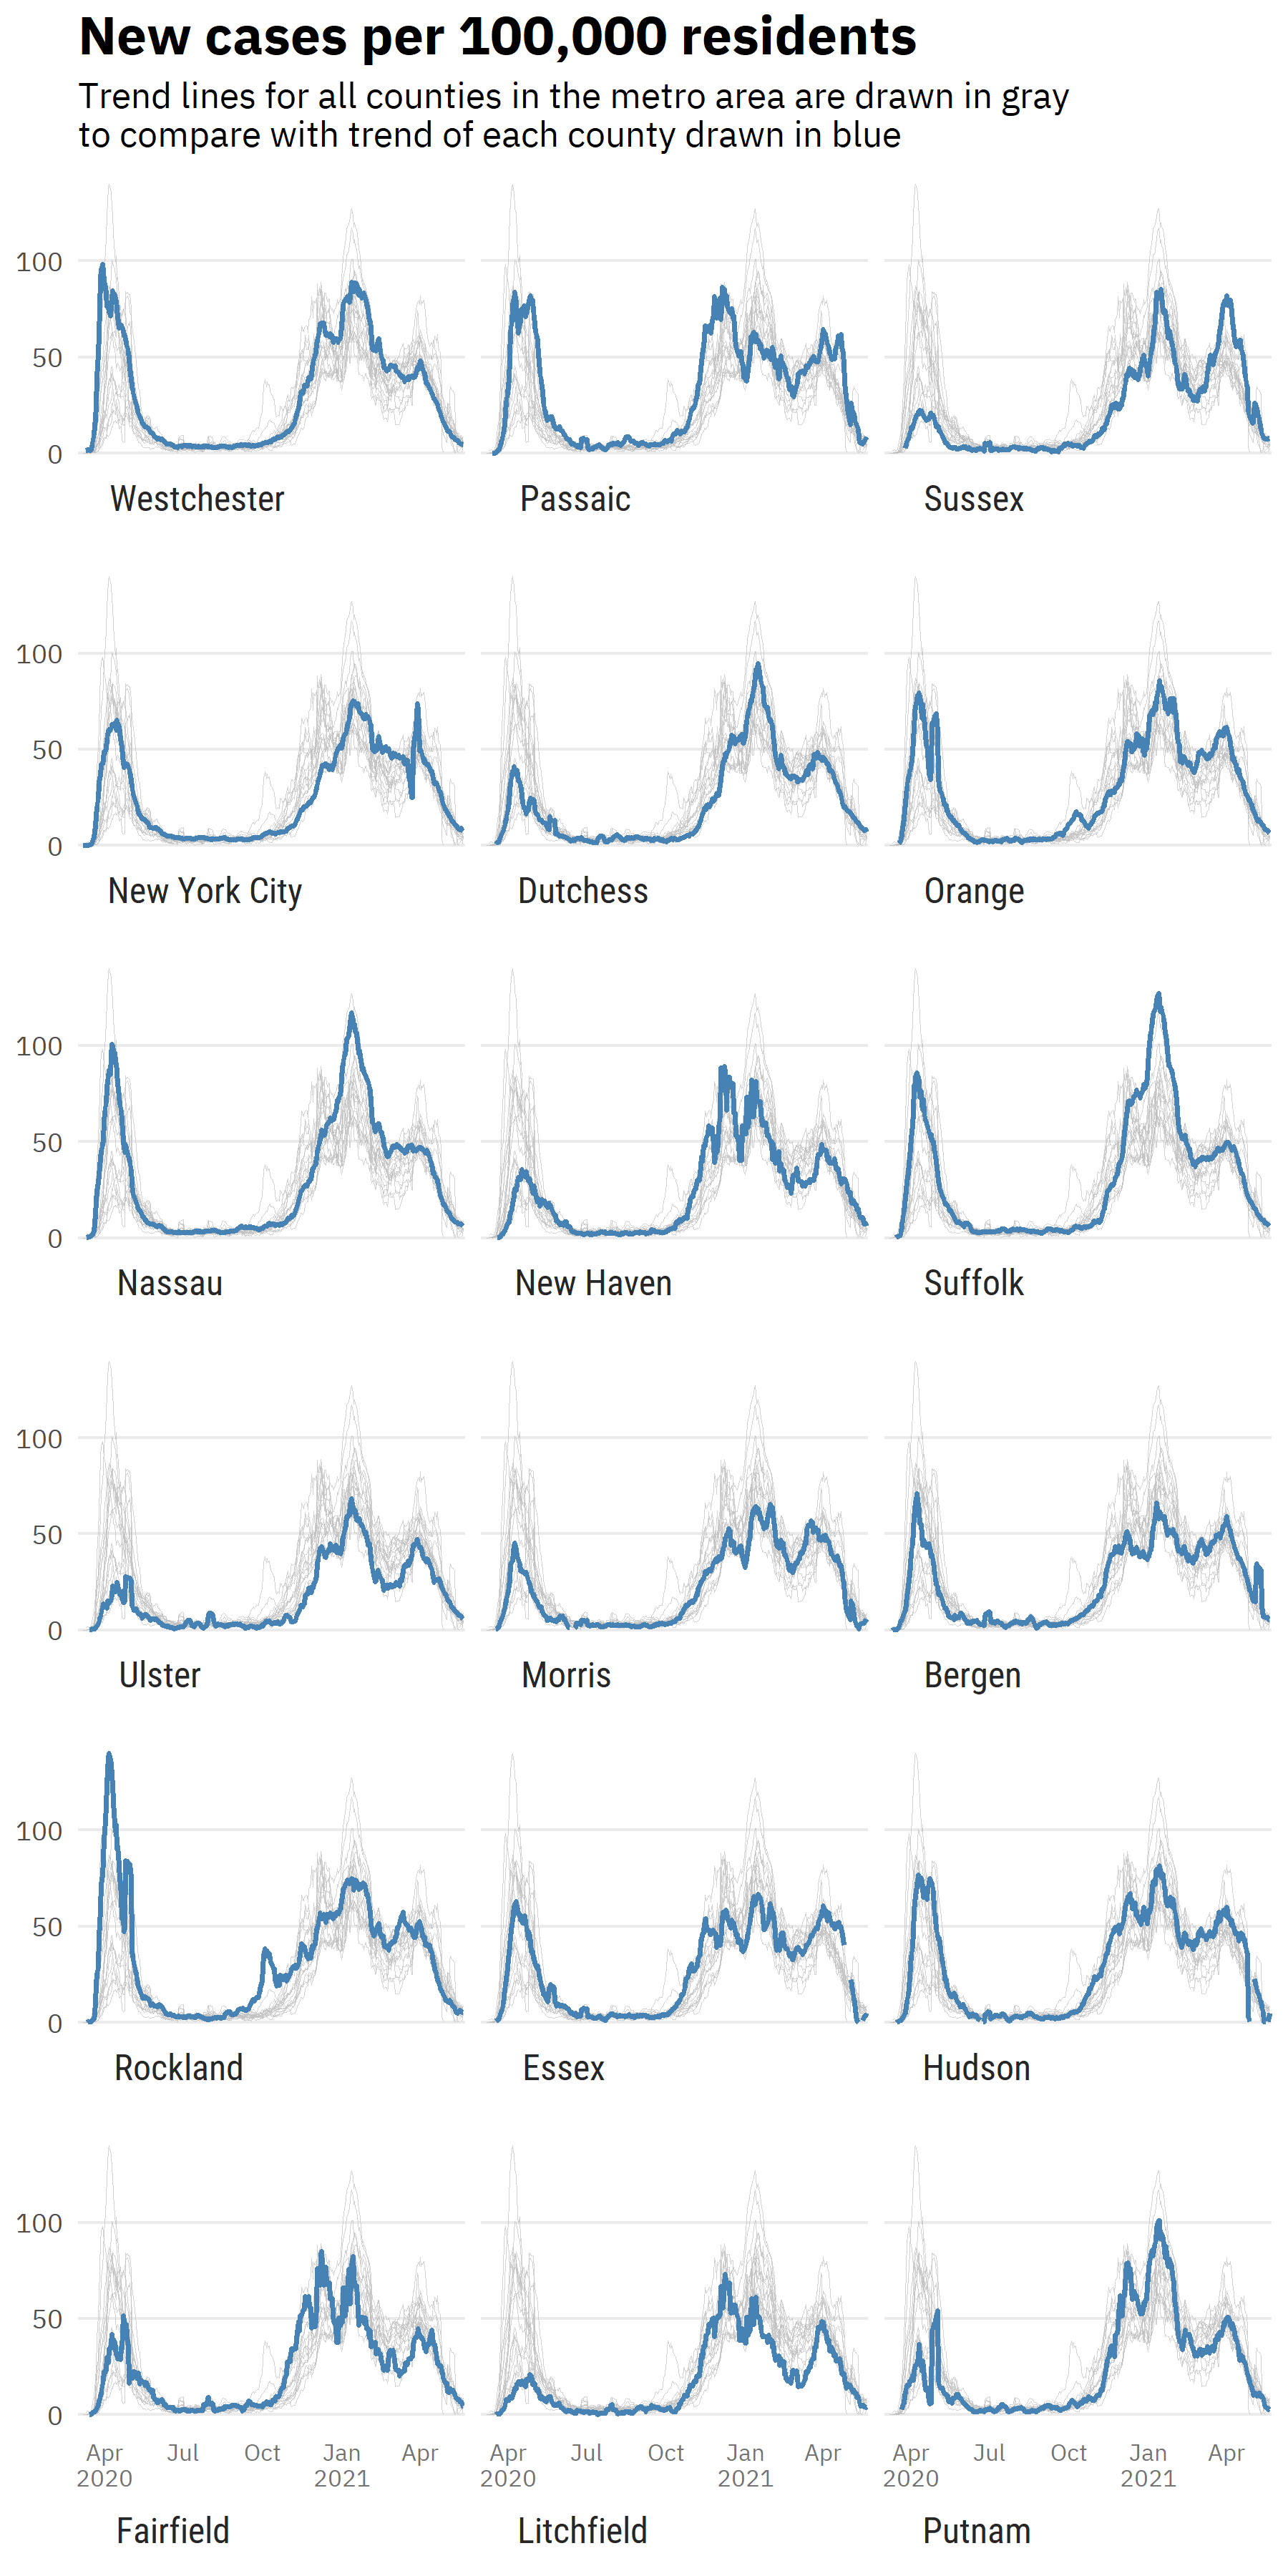 New cases per 100,000 residents
Trend lines for all counties in the metro area are drawn in gray
to compare with trend of each county drawn in blue
100
50
0
Westchester Passaic Sussex
100
50
0
New York City Dutchess Orange
100
50
0
Nassau New Haven Suffolk
100
50
0
Ulster Morris Bergen
100
50
0
Rockland Essex Hudson
100
50
0
Apr Jul Oct Jan Apr Apr Jul Oct Jan Apr Apr Jul Oct Jan Apr
2020 2021 2020 2021 2020 2021
Fairfield Litchfield Putnam